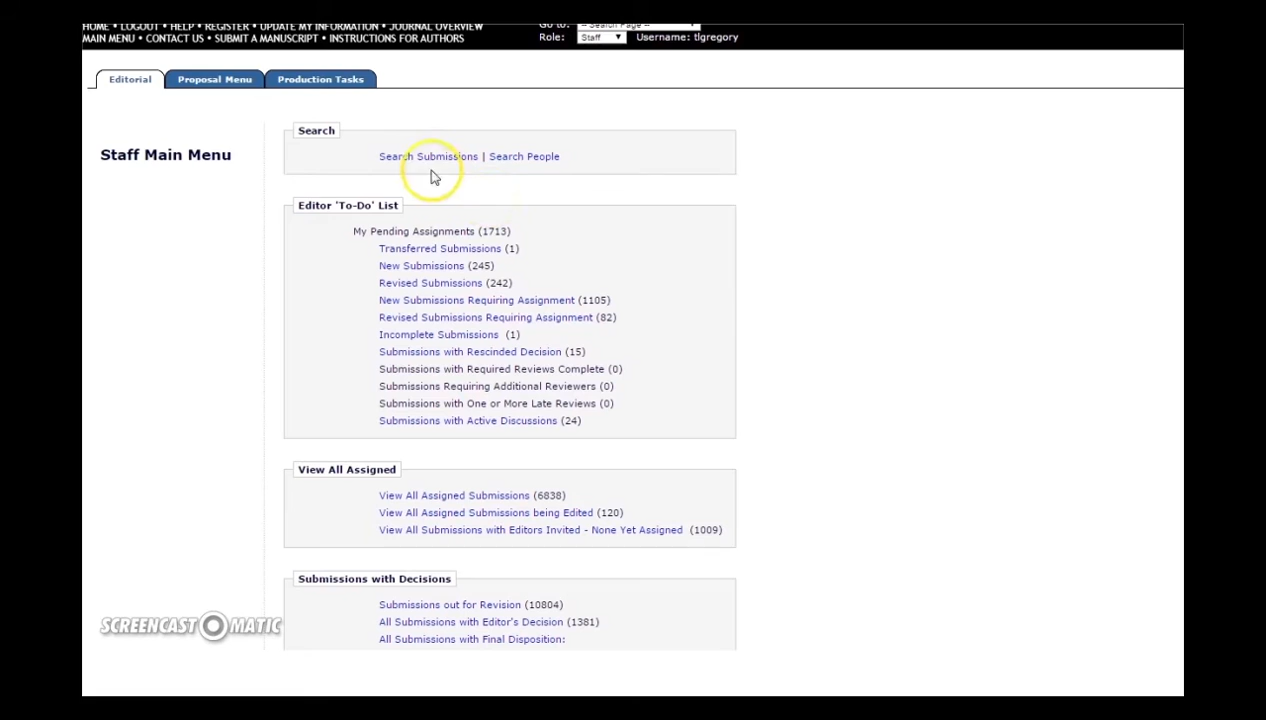 HOME • LOGOUT • HELP • REGISTER • UPDATE MY INFORMATION • JOURNAL OVERVIEW
MAIN MENU • CONTACT US • SUBMIT A MANUSCRIPT • INSTRUCTIONS FOR AUTHORS
Go to: -- Search Page --
Role: Staff Username: tlgregory
Editorial Proposal Menu Production Tasks
Staff Main Menu
Search
Search Submissions | Search People
Editor 'To-Do' List
My Pending Assignments (1713)
Transferred Submissions (1)
New Submissions (245)
Revised Submissions (242)
New Submissions Requiring Assignment (1105)
Revised Submissions Requiring Assignment (82)
Incomplete Submissions (1)
Submissions with Rescinded Decision (15)
Submissions with Required Reviews Complete (0)
Submissions Requiring Additional Reviewers (0)
Submissions with One or More Late Reviews (0)
Submissions with Active Discussions (24)
View All Assigned
View All Assigned Submissions (6838)
View All Assigned Submissions being Edited (120)
View All Submissions with Editors Invited - None Yet Assigned (1009)
Submissions with Decisions
Submissions out for Revision (10804)
All Submissions with Editor's Decision (1381)
All Submissions with Final Disposition:
SCREENCAST MATIC